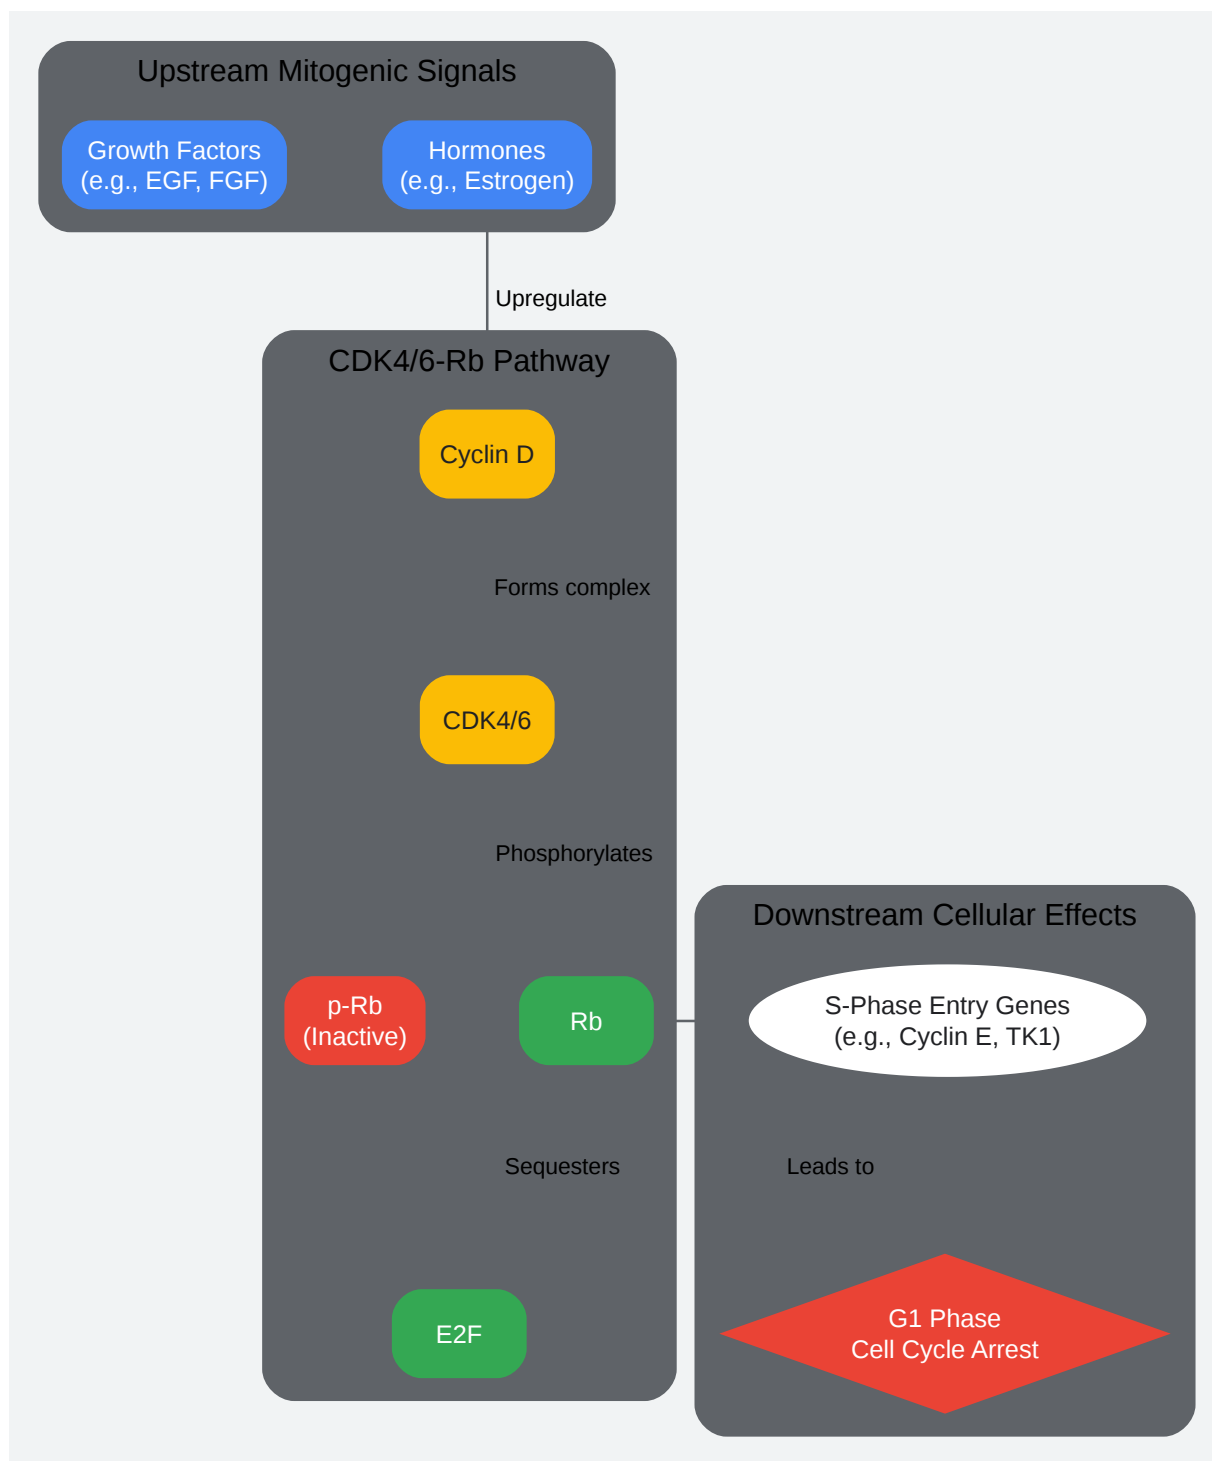 Upstream Mitogenic Signals
Growth Factors
(e.g., EGF, FGF)
Hormones
(e.g., Estrogen)
Upregulate
CDK4/6-Rb Pathway
Cyclin D
Forms complex
CDK4/6
Phosphorylates
p-Rb
(Inactive)
Rb
Sequesters
E2F
Downstream Cellular Effects
S-Phase Entry Genes
(e.g., Cyclin E, TK1)
Leads to
G1 Phase
Cell Cycle Arrest